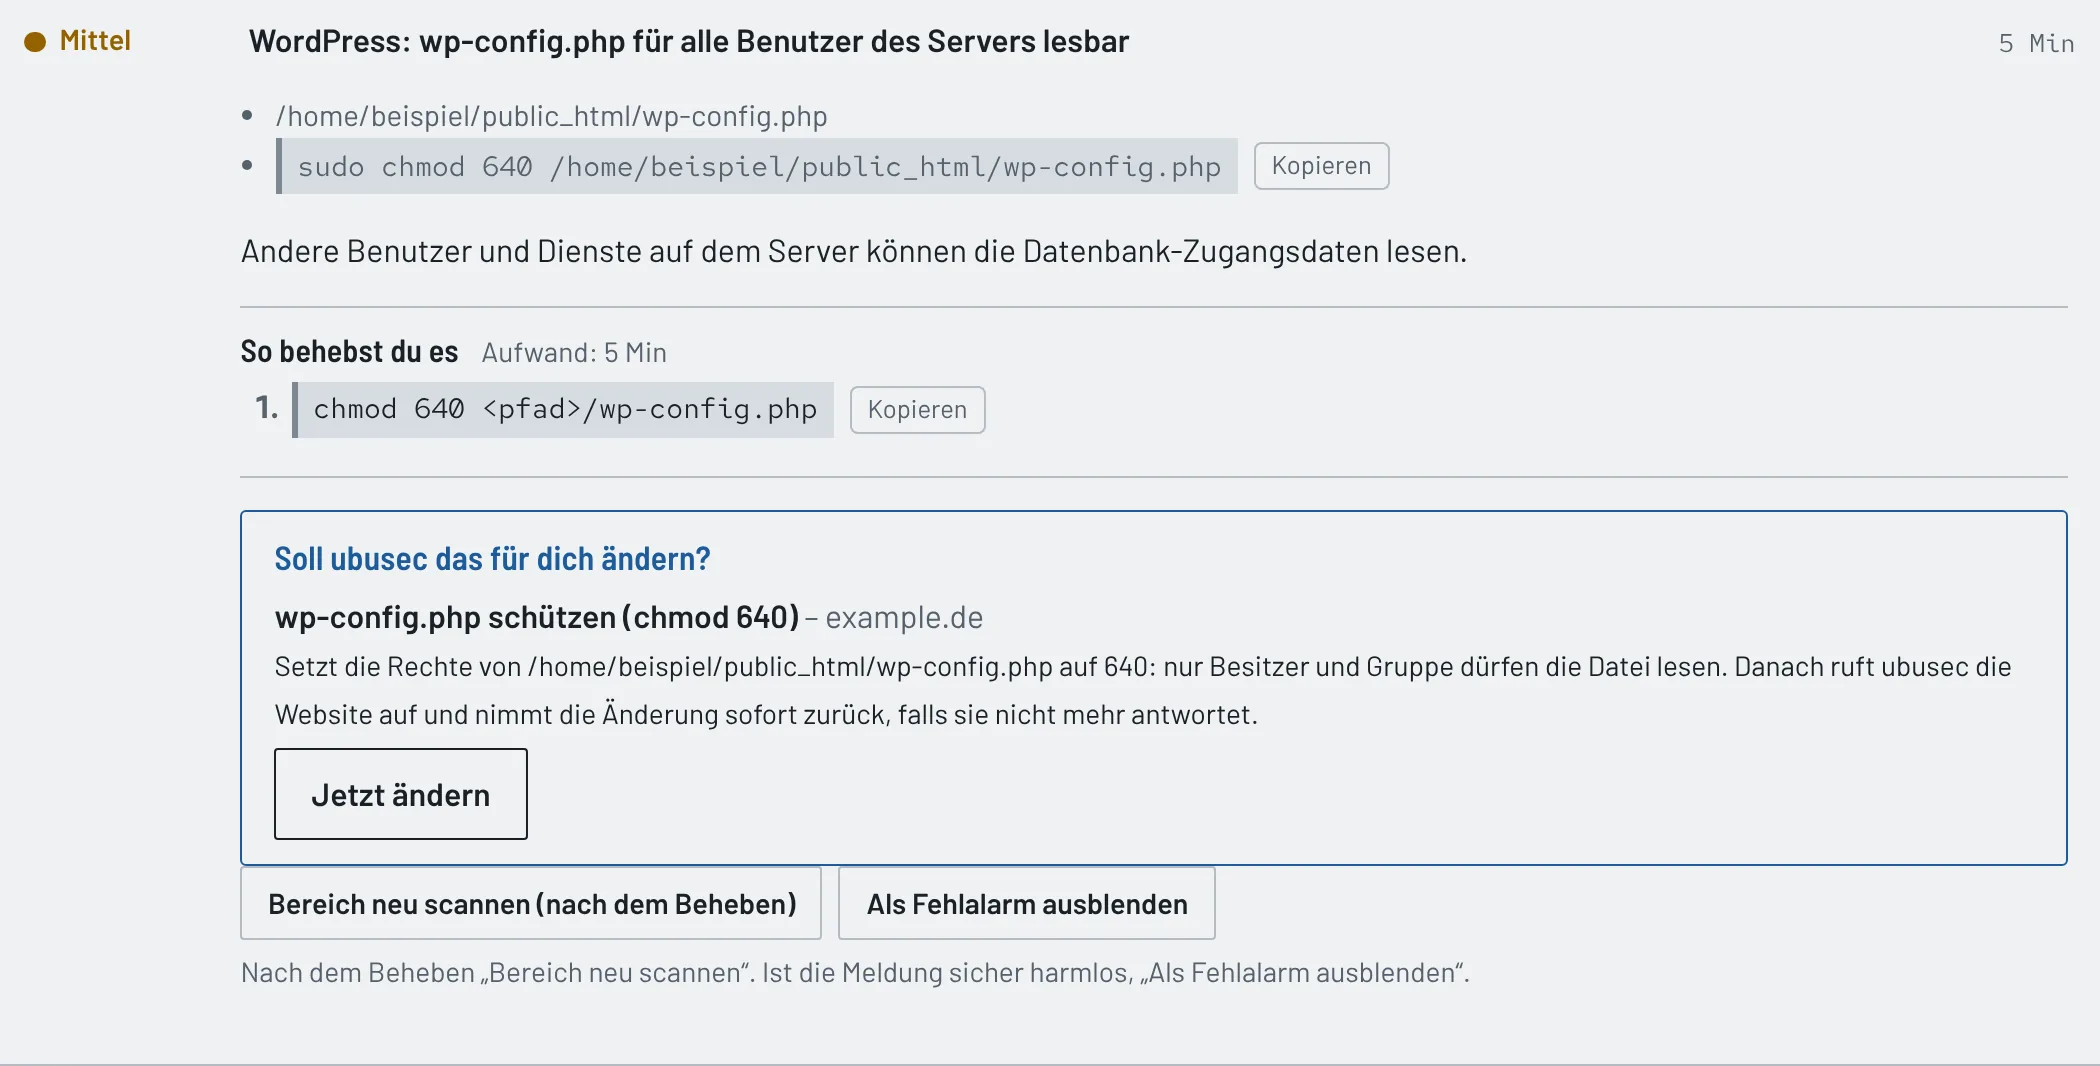 Mittel
WordPress: wp-config.php für alle Benutzer des Servers lesbar
5 Min
/home/beispiel/public_html/wp-config.php
sudo chmod 640 /home/beispiel/public_html/wp-config.php
Kopieren
Andere Benutzer und Dienste auf dem Server können die Datenbank-Zugangsdaten lesen.
So behebst du es Aufwand: 5 Min
1. chmod 640 <pfad>/wp-config.php
Kopieren
Soll ubusec das für dich ändern?
wp-config.php schützen (chmod 640) – example.de
Setzt die Rechte von /home/beispiel/public_html/wp-config.php auf 640: nur Besitzer und Gruppe dürfen die Datei lesen. Danach ruft ubusec die
Website auf und nimmt die Änderung sofort zurück, falls sie nicht mehr antwortet.
Jetzt ändern
Bereich neu scannen (nach dem Beheben)
Als Fehlalarm ausblenden
Nach dem Beheben „Bereich neu scannen“. Ist die Meldung sicher harmlos, „Als Fehlalarm ausblenden“.